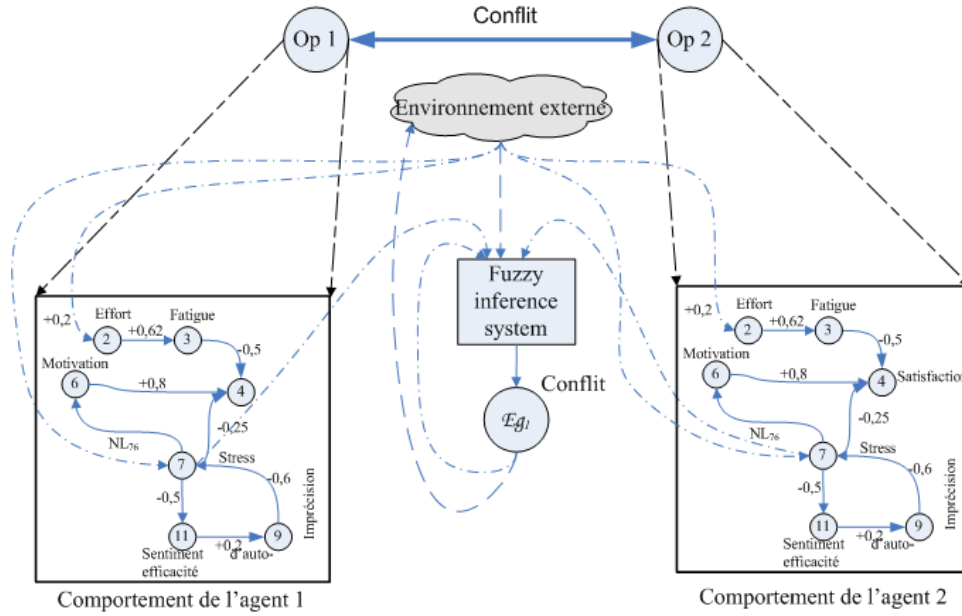 Conflit
Op 1
Op 2
Environnement externe
Fuzzy
inference
system
Conflit
Eg₁
+0,2
Effort
+0,62
Fatigue
2
3
-0,5
Motivation
6
+0,8
4
-0,25
NL₇₆
7
Stress
-0,5
-0,6
11
+0,2
9
Sentiment
d'auto-
efficacité
Imprécision
Comportement de l'agent 1
+0,2
Effort
+0,62
Fatigue
2
3
-0,5
Motivation
6
+0,8
4
Satisfaction
-0,25
NL₇₆
7
Stress
-0,5
-0,6
11
+0,2
9
Sentiment
d'auto-
efficacité
Imprécision
Comportement de l'agent 2